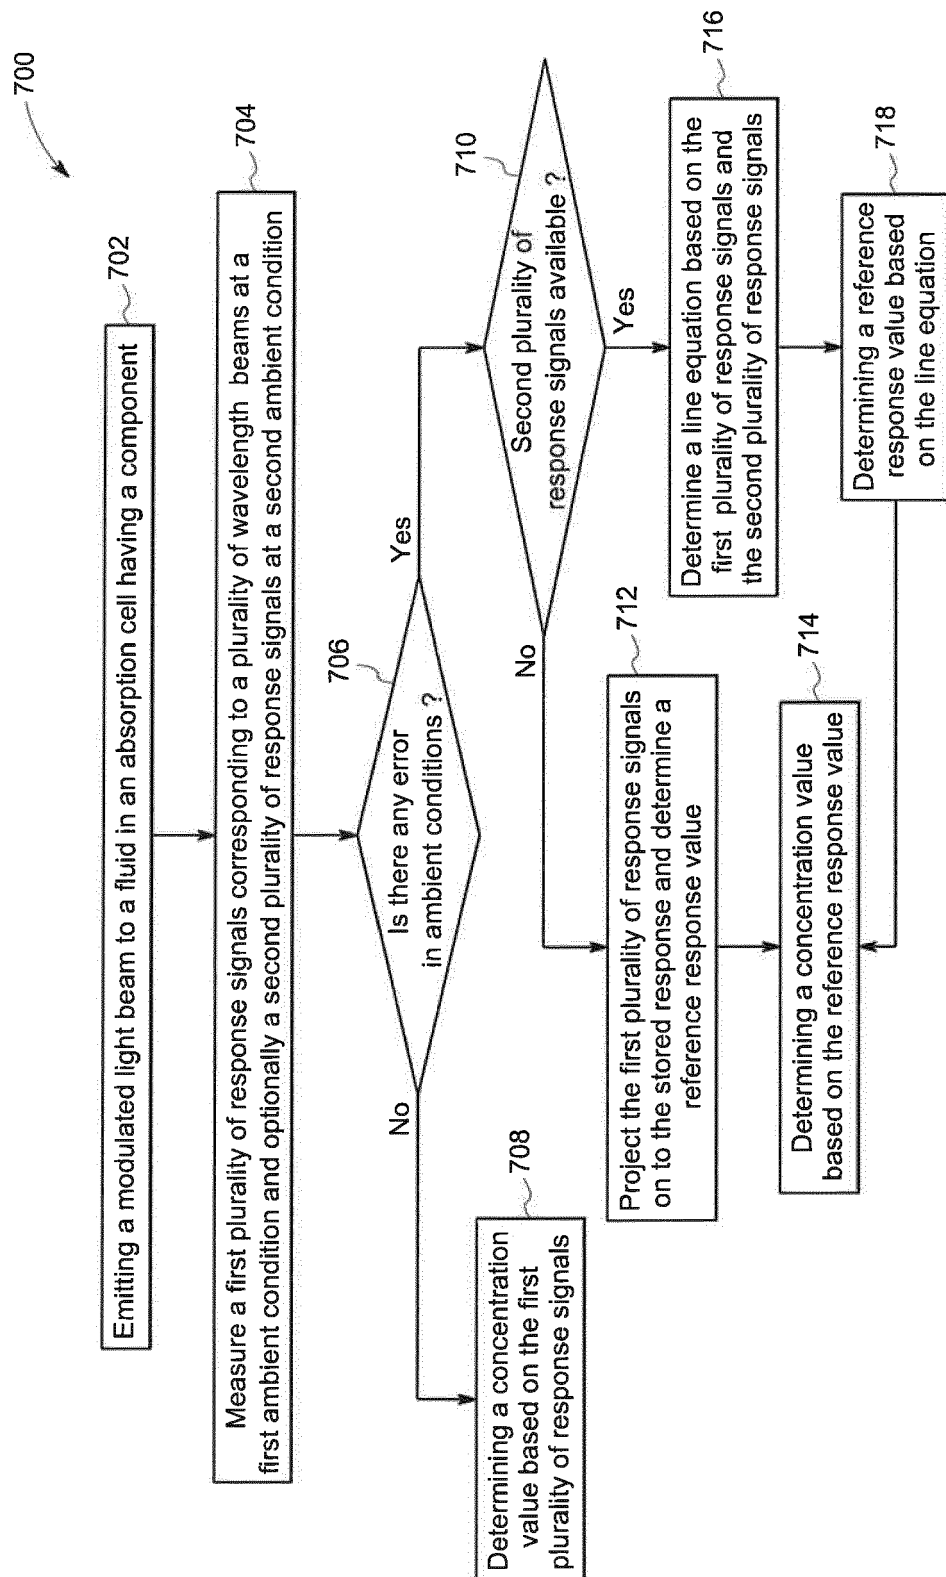 700
702
Emitting a modulated light beam to a fluid in an absorption cell having a component
704
Measure a first plurality of response signals corresponding to a plurality of wavelength beams at a
first ambient condition and optionally a second plurality of response signals at a second ambient condition
706
Is there any error
in ambient conditions ?
No
Yes
708
Determining a concentration
value based on the first
plurality of response signals
710
Second plurality of
response signals available ?
No
Yes
712
Project the first plurality of response signals
on to the stored response and determine a
reference response value
714
Determining a concentration value
based on the reference response value
716
Determine a line equation based on the
first plurality of response signals and
the second plurality of response signals
718
Determining a reference
response value based
on the line equation